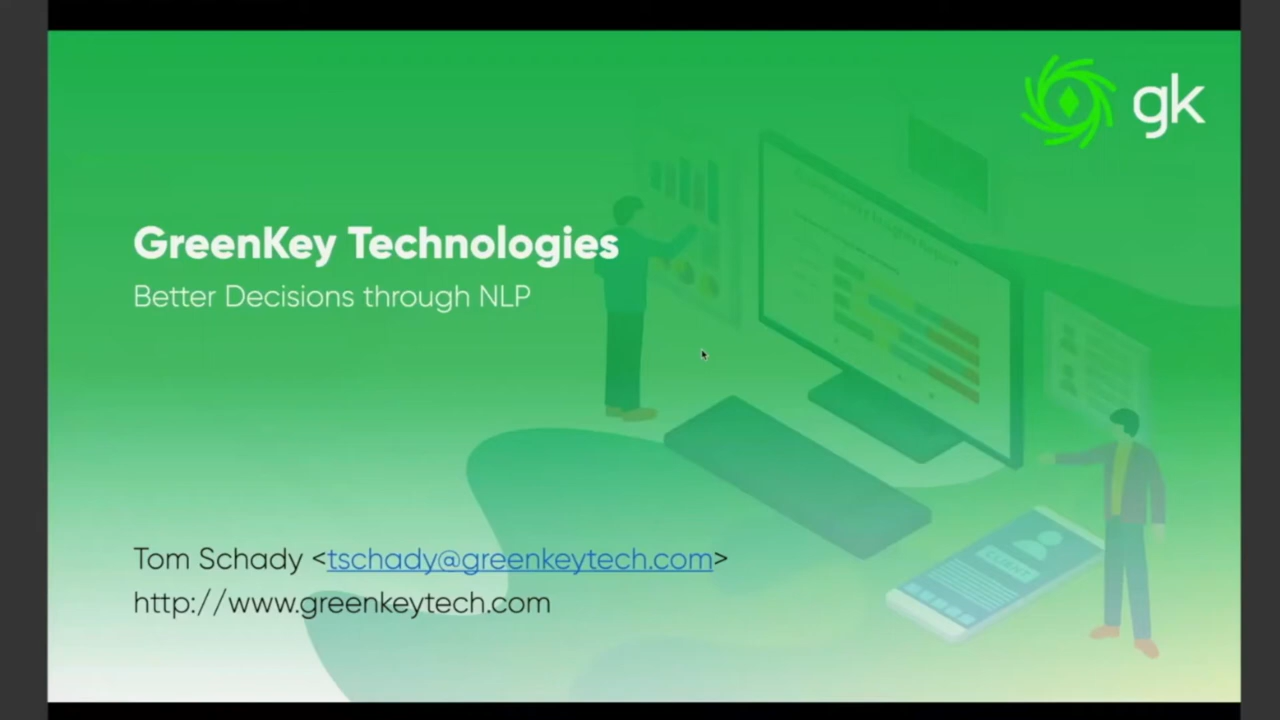 gk
GreenKey Technologies
Better Decisions through NLP
Tom Schady <tschady@greenkeytech.com>
http://www.greenkeytech.com